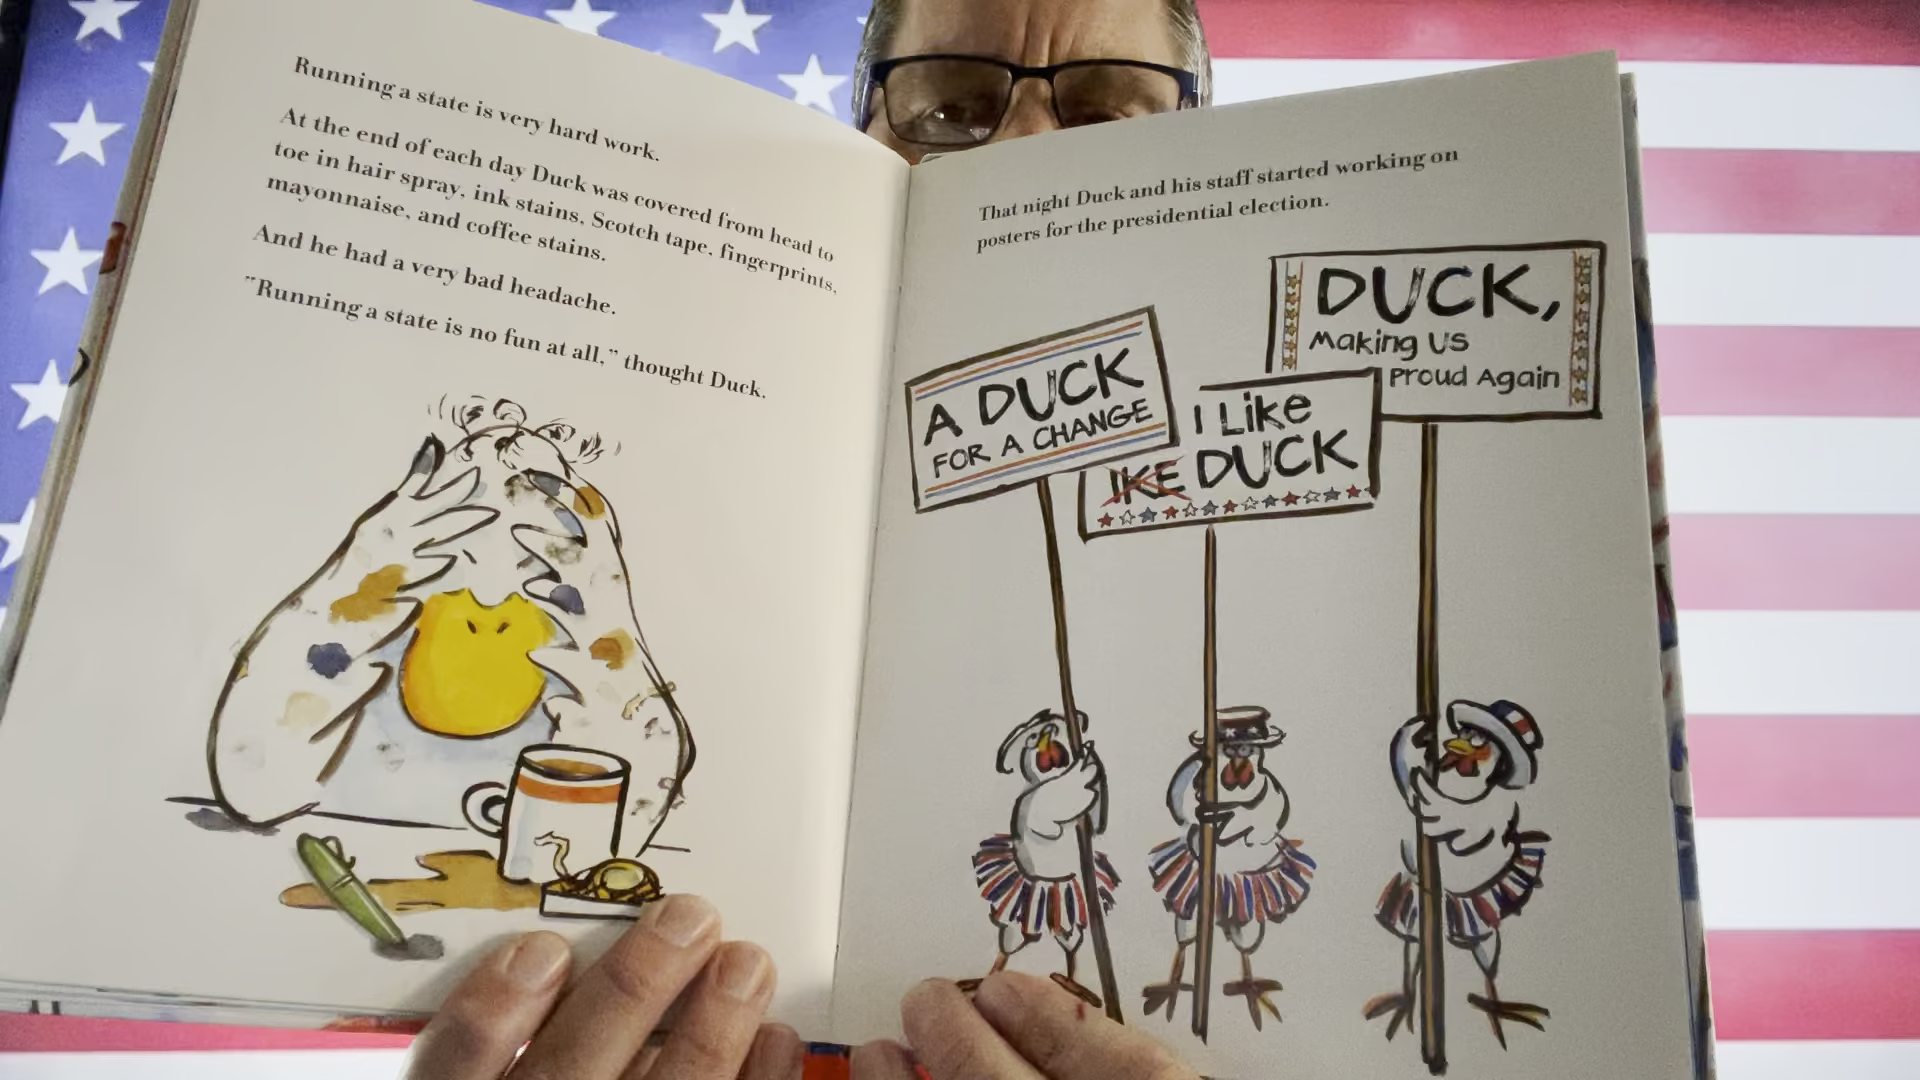 Running a state is very hard work.
At the end of each day Duck was covered from head to
toe in hair spray, ink stains, Scotch tape, fingerprints,
mayonnaise, and coffee stains.
And he had a very bad headache.
"Running a state is no fun at all," thought Duck.
That night Duck and his staff started working on
posters for the presidential election.
A DUCK
FOR A CHANGE
I Like
IKE DUCK
DUCK,
Making Us
Proud Again